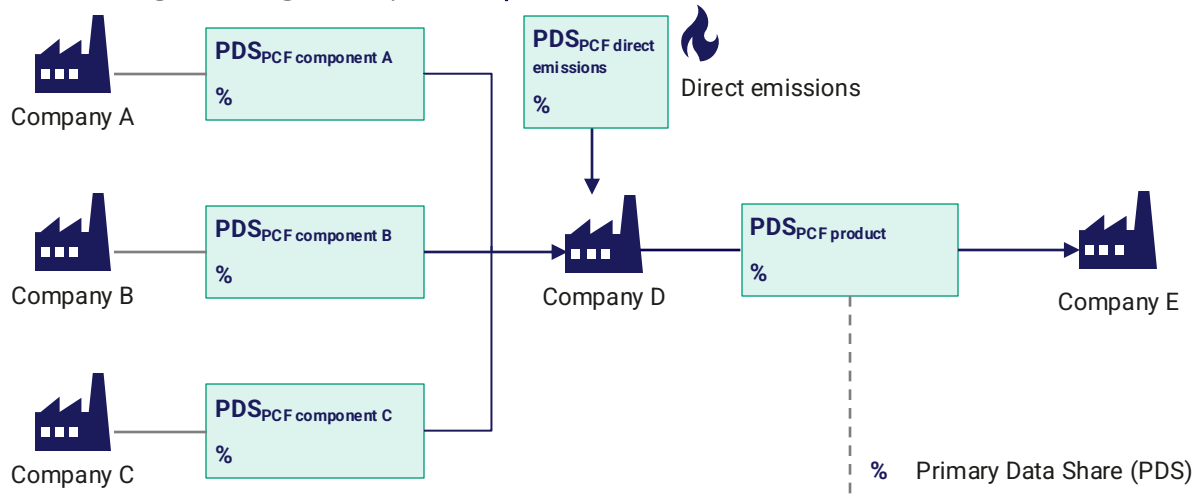 PDSPCF component A
%
Company A
PDSPCF direct
emissions
%
Direct emissions
PDSPCF component B
%
Company B
Company D
PDSPCF product
%
Company E
PDSPCF component C
%
Company C
% Primary Data Share (PDS)